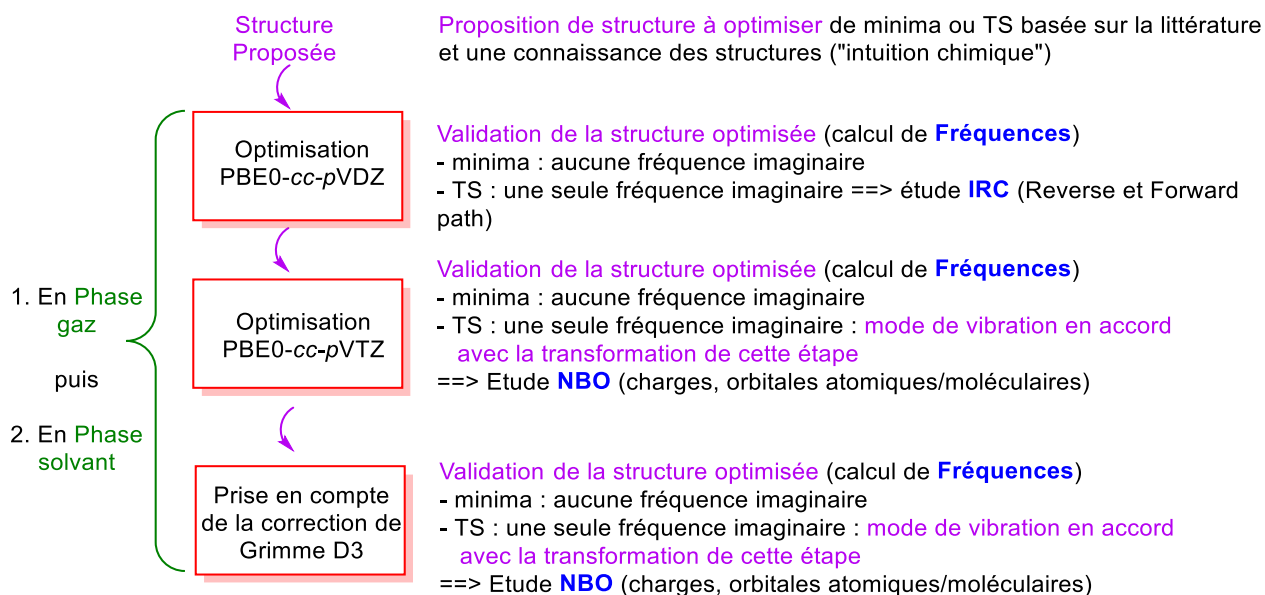 Structure
Proposée
Proposition de structure à optimiser de minima ou TS basée sur la littérature
et une connaissance des structures ("intuition chimique")
Optimisation
PBE0-cc-pVDZ
Validation de la structure optimisée (calcul de Fréquences)
- minima : aucune fréquence imaginaire
- TS : une seule fréquence imaginaire ==> étude IRC (Reverse et Forward
path)
1. En Phase
gaz
puis
2. En Phase
solvant
Optimisation
PBE0-cc-pVTZ
Validation de la structure optimisée (calcul de Fréquences)
- minima : aucune fréquence imaginaire
- TS : une seule fréquence imaginaire : mode de vibration en accord
avec la transformation de cette étape
==> Etude NBO (charges, orbitales atomiques/moléculaires)
Prise en compte
de la correction de
Grimme D3
Validation de la structure optimisée (calcul de Fréquences)
- minima : aucune fréquence imaginaire
- TS : une seule fréquence imaginaire : mode de vibration en accord
avec la transformation de cette étape
==> Etude NBO (charges, orbitales atomiques/moléculaires)